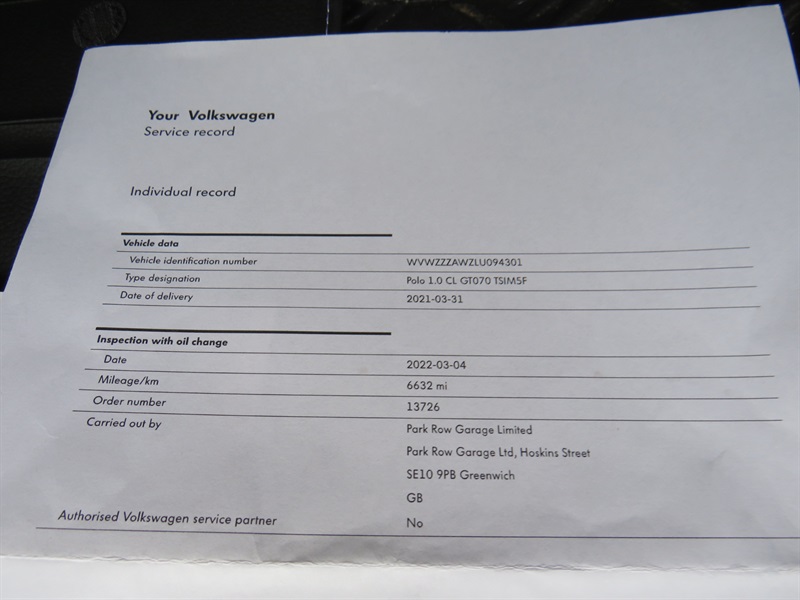 Your Volkswagen
Service record
Individual record
Vehicle data
Vehicle identification number WVWZZZAWZLU094301
Type designation Polo 1.0 CL GT070 TSIM5F
Date of delivery 2021-03-31
Inspection with oil change
Date 2022-03-04
Mileage/km 6632 mi
Order number 13726
Carried out by Park Row Garage Limited
Park Row Garage Ltd, Hoskins Street
SE10 9PB Greenwich
GB
Authorised Volkswagen service partner No